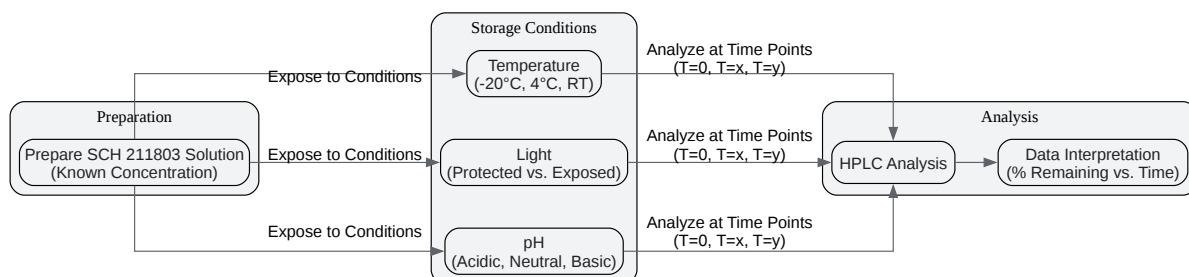 Preparation
Prepare SCH 211803 Solution
(Known Concentration)
Expose to Conditions
Expose to Conditions
Expose to Conditions
Storage Conditions
Temperature
(-20°C, 4°C, RT)
Light
(Protected vs. Exposed)
pH
(Acidic, Neutral, Basic)
Analyze at Time Points
(T=0, T=x, T=y)
Analyze at Time Points
(T=0, T=x, T=y)
Analyze at Time Points
(T=0, T=x, T=y)
Analysis
HPLC Analysis
Data Interpretation
(% Remaining vs. Time)